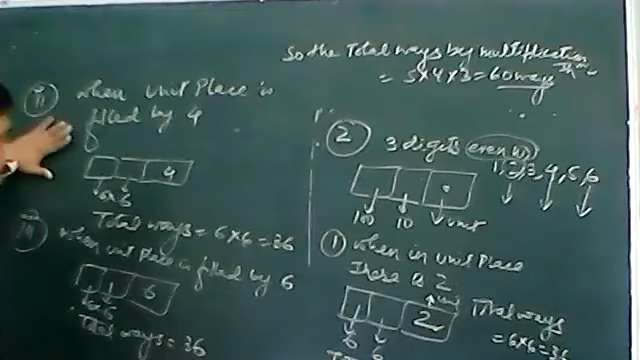 So the Total ways by multiplication Th^m
= 5×4×3=60 ways
ii when unit Place is
filled by 4
4
6×6
Total ways = 6×6=36
iii when unit Place is filled by 6
6
6×6
Total ways = 36
2 3 digits even no
1, 2, 3, 4, 5, 6
100 10 unit
1 when in unit Place
there is 2
unit
2
6 6
Total ways
= 6×6=36